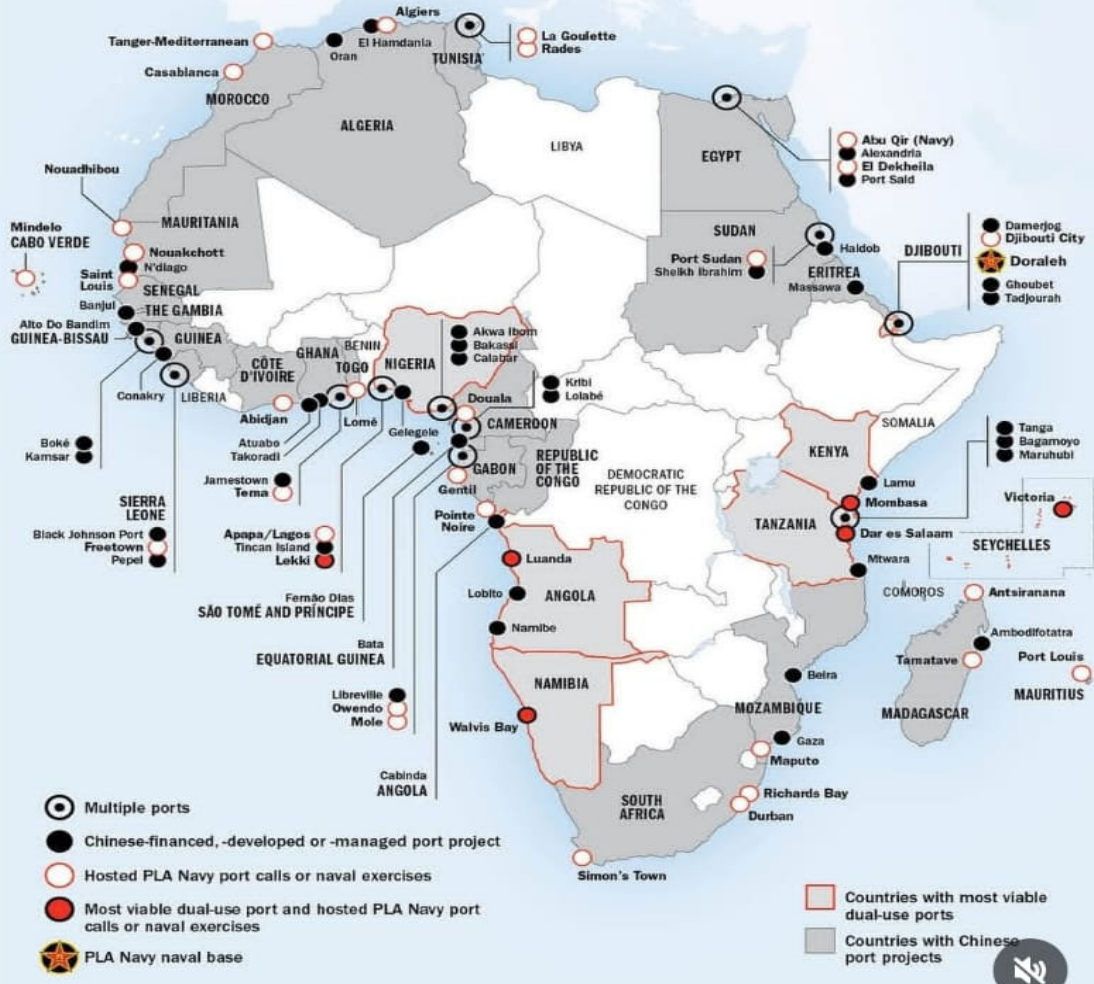 Algiers
Tanger-Mediterranean
El Hamdania
Oran
TUNISIA
La Goulette
Rades
Casablanca
MOROCCO
ALGERIA
LIBYA
EGYPT
Abu Qir (Navy)
Alexandria
El Dekheila
Port Said
Nouadhibou
MAURITANIA
Mindelo
CABO VERDE
Nouakchott
N'diago
Saint
Louis
SENEGAL
Banjul
THE GAMBIA
Alto Do Bandim
GUINEA-BISSAU
GUINEA
SUDAN
Port Sudan
Sheikh Ibrahim
Haldob
ERITREA
Massawa
DJIBOUTI
Damerjog
Djibouti City
Doraleh
Ghoubet
Tadjourah
Conakry
LIBERIA
CÔTE
D'IVOIRE
GHANA
BENIN
TOGO
NIGERIA
Akwa Ibom
Bakassi
Calabar
Kribi
Lolabé
Abidjan
Atuabo
Takoradi
Lomé
Gelegele
Douala
CAMEROON
Boké
Kamsar
Jamestown
Tema
GABON
Gentil
REPUBLIC
OF THE
CONGO
DEMOCRATIC
REPUBLIC OF THE
CONGO
SOMALIA
KENYA
Tanga
Bagamoyo
Maruhubi
Lamu
Mombasa
TANZANIA
Dar es Salaam
Mtwara
Victoria
SEYCHELLES
SIERRA
LEONE
Black Johnson Port
Freetown
Pepel
Apapa/Lagos
Tincan Island
Lekki
Pointe
Noire
Luanda
Lobito
ANGOLA
Namibe
Fernão Dias
SÃO TOMÉ AND PRÍNCIPE
Bata
EQUATORIAL GUINEA
COMOROS
Antsiranana
Ambodifotatra
Tamatave
Port Louis
MAURITIUS
MADAGASCAR
Libreville
Owendo
Mole
NAMIBIA
Walvis Bay
Beira
MOZAMBIQUE
Gaza
Maputo
Cabinda
ANGOLA
SOUTH
AFRICA
Richards Bay
Durban
Simon's Town
Multiple ports
Chinese-financed, -developed or -managed port project
Hosted PLA Navy port calls or naval exercises
Most viable dual-use port and hosted PLA Navy port
calls or naval exercises
PLA Navy naval base
Countries with most viable
dual-use ports
Countries with Chinese
port projects